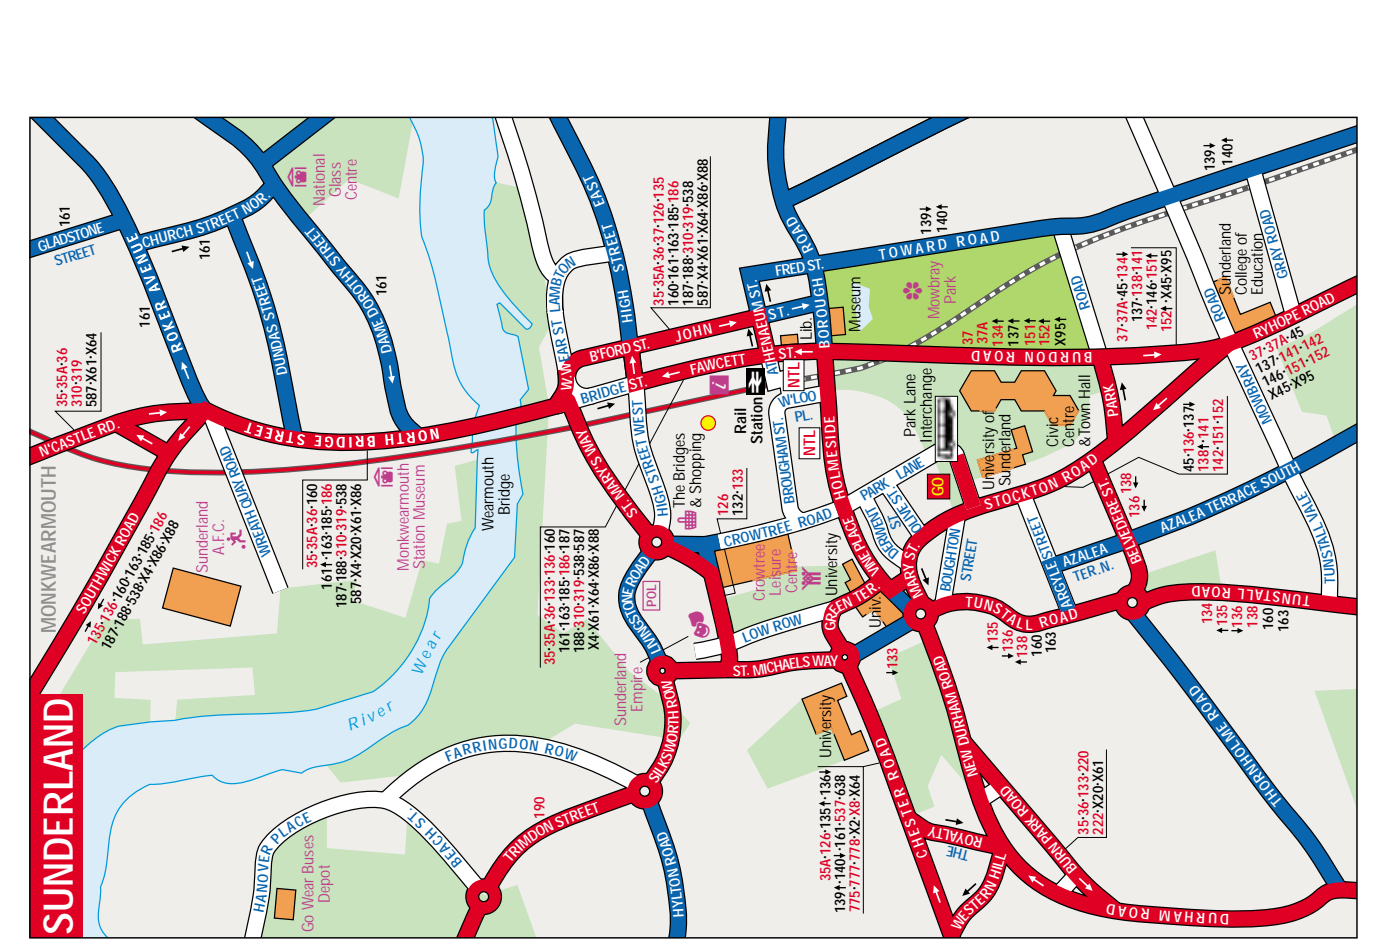 SUNDERLAND
MONKWEARMOUTH
N'CASTLE RD.
SOUTHWICK ROAD
135·136·160·163·185·186
187·188·538·X4·X86·X88
35·35A·36
310·319
587·X1·X64
GLADSTONE
STREET
161
161
161
161
CHURCH STREET NOR.
ROKER AVENUE
DUNDAS STREET
DAME DOROTHY STREET
National
Glass
Centre
NORTH BRIDGE STREET
WREATH QUAY ROAD
Sunderland
A.F.C.
35·35A·36·160
161↑·163·185·186
187·188·310·319·538
587·X4·X20·X61·X86
Monkwearmouth
Station Museum
Wearmouth
Bridge
River Wear
W.WEAR ST
LAMBTON
HIGH STREET EAST
B'FORD ST.
JOHN
ST.
BRIDGE
ST.
FAWCETT
ST.
ATHENAEUM ST.
FRED ST.
BOROUGH
ROAD
TOWARD ROAD
35·35A·36·37·126·135
160·161·163·185·186
187·188·310·319·538
587·X4·X61·X64·X86·X88
139↓
140↑
139↓
140↑
ST. MARY'S WAY
HIGH STREET WEST
i
Rail
Station
The Bridges
& Shopping
126
132·133
NTL
NTL
W'LOO
PL.
BROUGHAM ST.
Lib.
Museum
Mowbray
Park
37
37A
134↑
137↑
151↑
152↑
X95↑
BURDON ROAD
PARK
ROAD
37·37A·45·134↓
137·138·141
142·146·151↑
152↑·X45·X95
Sunderland
College of
Education
GRAY ROAD
MOWBRAY
ROAD
RYHOPE ROAD
37·37A·45
137·141·142
146·151·152
X45·X95
HOLMESIDE
VINE PLACE
PARK LANE
Park Lane
Interchange
GO
University of
Sunderland
Civic
Centre
& Town Hall
STOCKTON ROAD
45·136·137↓
138↑·141
142·151·152
OLIVE ST.
DERWENT
ST.
MARY ST.
BOUGHTON
STREET
CROWTREE ROAD
Crowtree
Leisure
Centre
University
Univ.
GREEN TER.
LOW ROW
ST. MICHAELS WAY
LIVINGSTONE ROAD
POL
Sunderland
Empire
35·35A·36·133·136·160
161·163·185·186·187
188·310·319·538·587
X4·X61·X64·X86·X88
SILKSWORTH ROW
FARRINGDON ROW
HANOVER PLACE
BEACH ST.
Go Wear Buses
Depot
TRIMDON STREET
190
HYLTON ROAD
University
CHESTER ROAD
35A·126·135↑·136↓
139↑·140↓·161·537·638
775·777·778·X2·X8·X64
133
NEW DURHAM ROAD
THE
ROYALTY
WESTERN HILL
BURN PARK ROAD
35·36·133·220
222·X20·X61
DURHAM ROAD
TUNSTALL ROAD
135
136
138
160
163
ARGYLE STREET
AZALEA
TER.N.
BELVEDERE ST.
138
136
AZALEA TERRACE SOUTH
TUNSTALL VALE
TUNSTALL ROAD
134
135
136
138
160
163
THORNHOLME ROAD